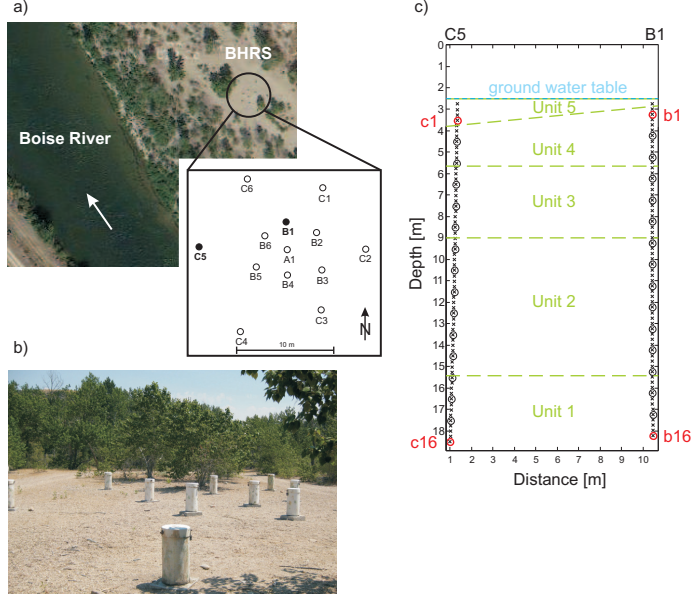 a)
BHRS
Boise River
C6
C1
B1
B6
B2
C5
A1
C2
B5
B4
B3
C3
N
C4
10 m
b)
c)
C5
B1
ground water table
Unit 5
c1
b1
Unit 4
Unit 3
Unit 2
Unit 1
c16
b16
Depth [m]
0
1
2
3
4
5
6
7
8
9
10
11
12
13
14
15
16
17
18
1 2 3 4 5 6 7 8 9 10
Distance [m]